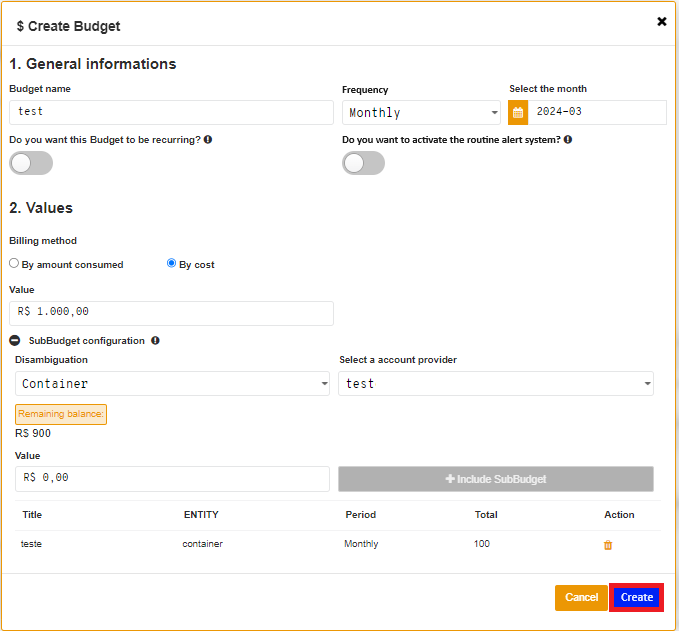 $ Create Budget
1. General informations
Budget name
Frequency
Select the month
test
Monthly
2024-03
Do you want this Budget to be recurring?
Do you want to activate the routine alert system?
2. Values
Billing method
By amount consumed
By cost
Value
R$ 1.000,00
SubBudget configuration
Disambiguation
Select a account provider
Container
test
Remaining balance:
R$ 900
Value
R$ 0,00
Include SubBudget
Title ENTITY Period Total Action
teste container Monthly 100
Cancel
Create